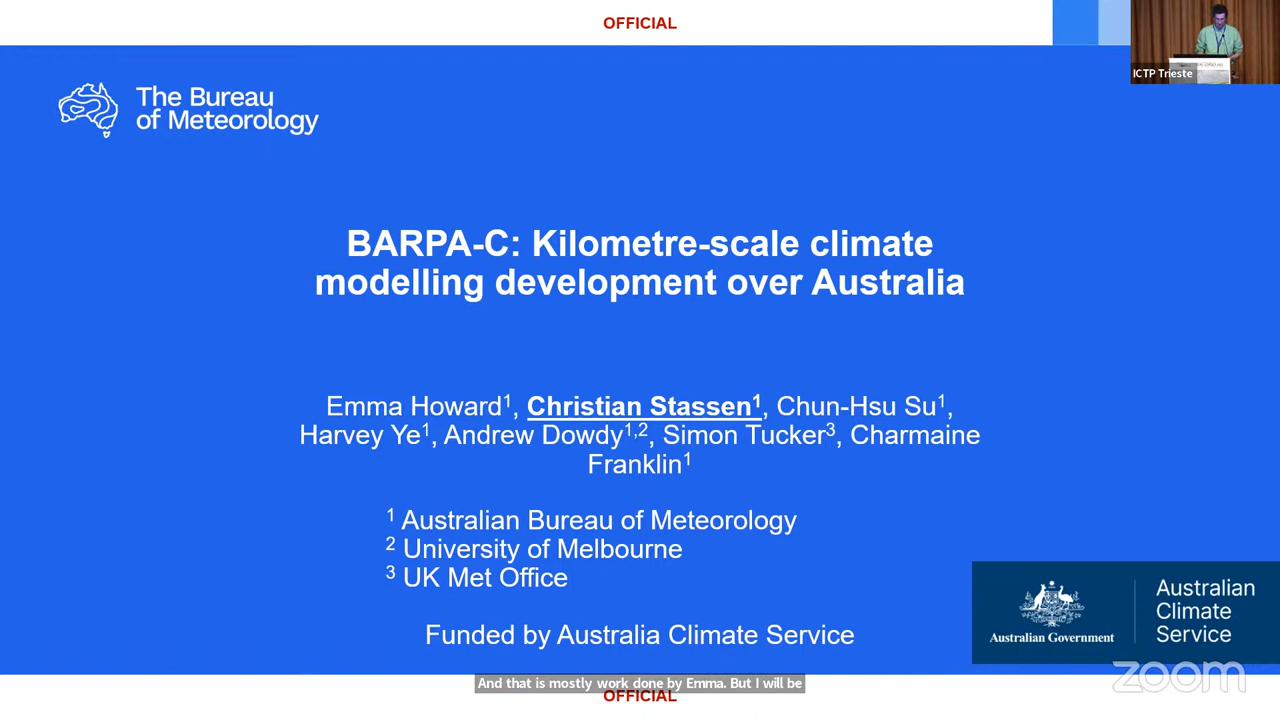 OFFICIAL
ICTP Trieste
The Bureau
of Meteorology
BARPA-C: Kilometre-scale climate
modelling development over Australia
Emma Howard¹, Christian Stassen¹, Chun-Hsu Su¹,
Harvey Ye¹, Andrew Dowdy¹,², Simon Tucker³, Charmaine
Franklin¹
¹ Australian Bureau of Meteorology
² University of Melbourne
³ UK Met Office
Funded by Australia Climate Service
Australian Government
Australian
Climate
Service
zoom
And that is mostly work done by Emma. But I will be
OFFICIAL